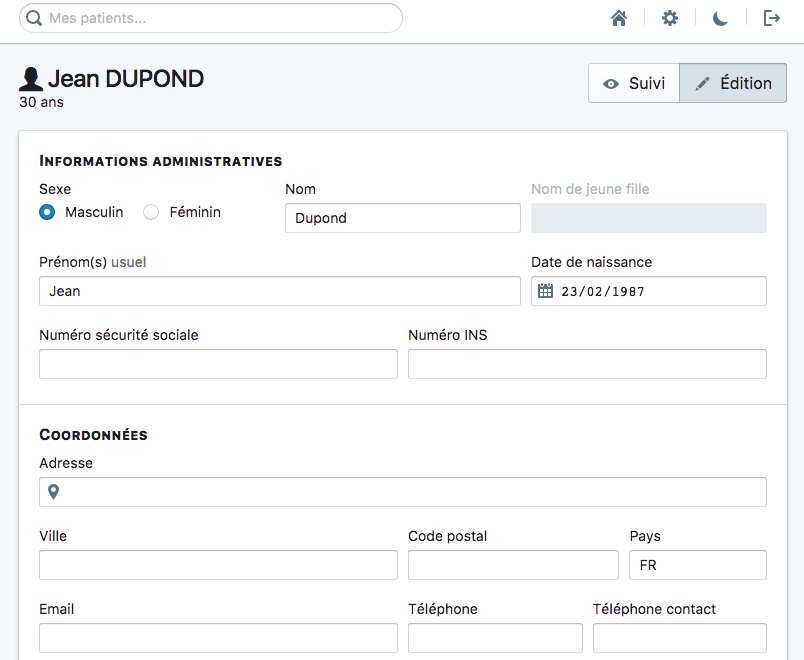 Mes patients...
Jean DUPOND
30 ans
Suivi Édition
INFORMATIONS ADMINISTRATIVES
Sexe Nom Nom de jeune fille
Masculin Féminin Dupond
Prénom(s) usuel Date de naissance
Jean 23/02/1987
Numéro sécurité sociale Numéro INS
COORDONNÉES
Adresse
Ville Code postal Pays
FR
Email Téléphone Téléphone contact